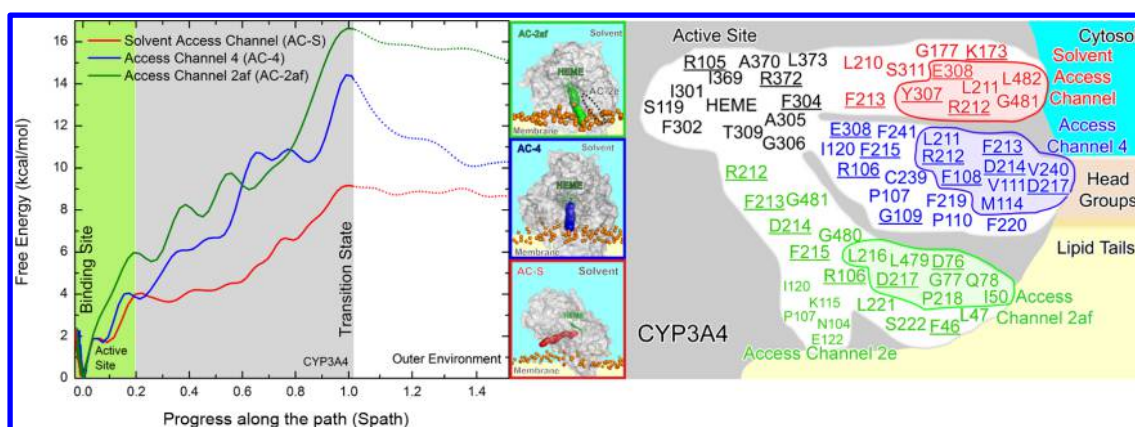 16
14
12
10
8
6
4
2
0
Free Energy (kcal/mol)
Solvent Access Channel (AC-S)
Access Channel 4 (AC-4)
Access Channel 2af (AC-2af)
Binding Site
Active
Site
Transition State
CYP3A4
Outer Environment
0.0 0.2 0.4 0.6 0.8 1.0 1.2 1.4
Progress along the path (Spath)
AC-2af Solvent
HEME
AC-2e
Membrane
AC-4 Solvent
HEME
Membrane
AC-S Solvent
HEME
Membrane
Active Site
R105 A370 L373
I369 R372
I301
S119 HEME F304
F302 A305
T309 G306
Cytosol
Solvent
Access
Channel
G177 K173
L210 S311 E308 L482
Y307 L211
F213 R212 G481
Access
Channel 4
E308 F241 L211 F213
I120 F215 R212 D214 V240
R106 C239 F108 V111 D217
P107 F219 M114
G109 P110 F220
Head
Groups
Lipid Tails
R212
F213 G481
D214
G480
F215 L216 L479 D76
R106 D217 G77 Q78
I120 P218 I50
K115 L221 L47
P107 N104 S222 F46
E122
Access
Channel 2af
CYP3A4
Access Channel 2e